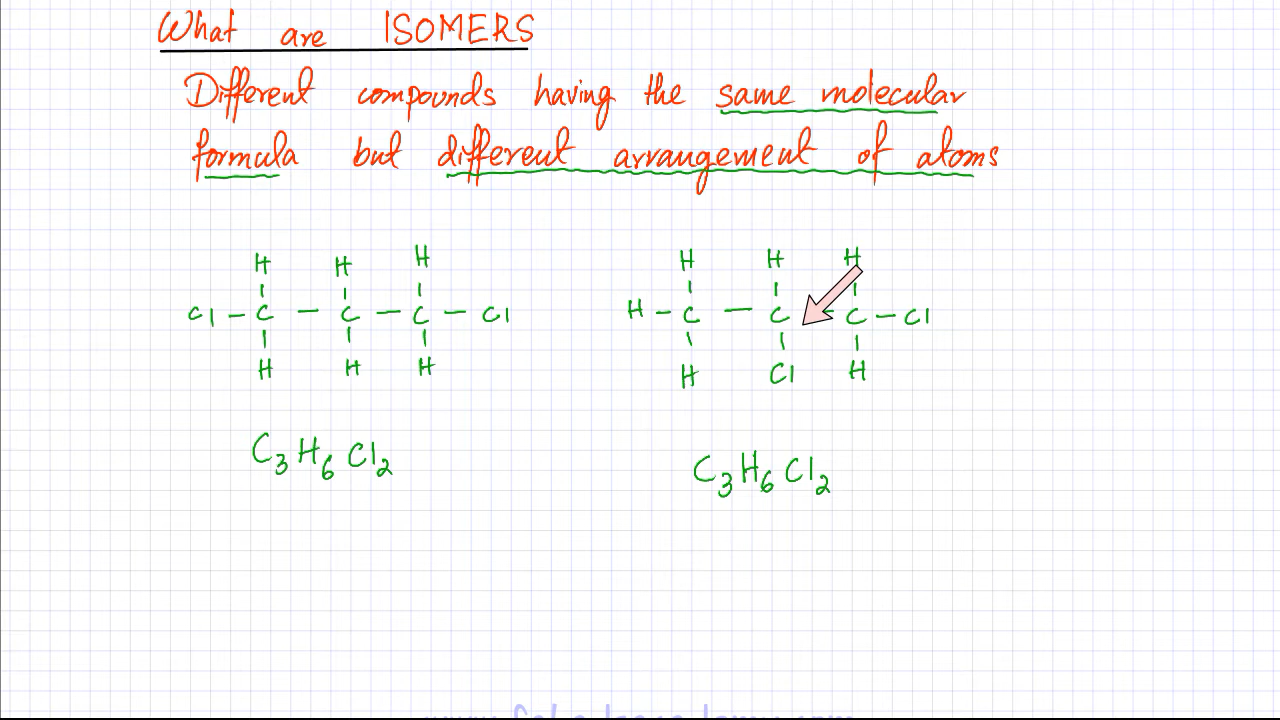 What are ISOMERS
Different compounds having the same molecular
formula but different arrangement of atoms
H H H H H H
Cl – C – C – C – Cl H – C – C – C – Cl
H H H H Cl H
C₃H₆Cl₂ C₃H₆Cl₂